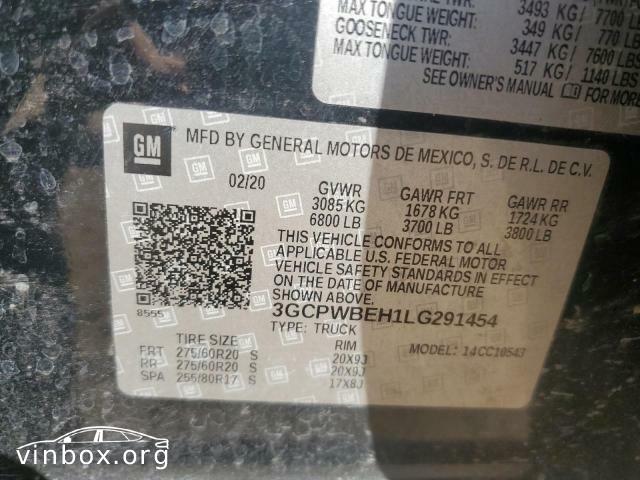 3493 KG / 7700 LBS
MAX TONGUE WEIGHT: 349 KG / 770 LBS
GOOSENECK TWR: 3447 KG / 7600 LBS
MAX TONGUE WEIGHT: 517 KG / 1140 LBS
SEE OWNER'S MANUAL FOR MOR
GM MFD BY GENERAL MOTORS DE MEXICO, S. DE R.L. DE C.V.
02/20 GVWR GAWR FRT GAWR RR
3085 KG 1678 KG 1724 KG
6800 LB 3700 LB 3800 LB
THIS VEHICLE CONFORMS TO ALL
APPLICABLE U.S. FEDERAL MOTOR
VEHICLE SAFETY STANDARDS IN EFFECT
ON THE DATE OF MANUFACTURE
SHOWN ABOVE.
8555 3GCPWBEH1LG291454
TYPE: TRUCK MODEL: 14CC10543
TIRE SIZE RIM
FRT 275/60R20 S 20X9J
RR 275/60R20 S 20X9J
SPA 255/80R17 S 17X8J
vinbox.org